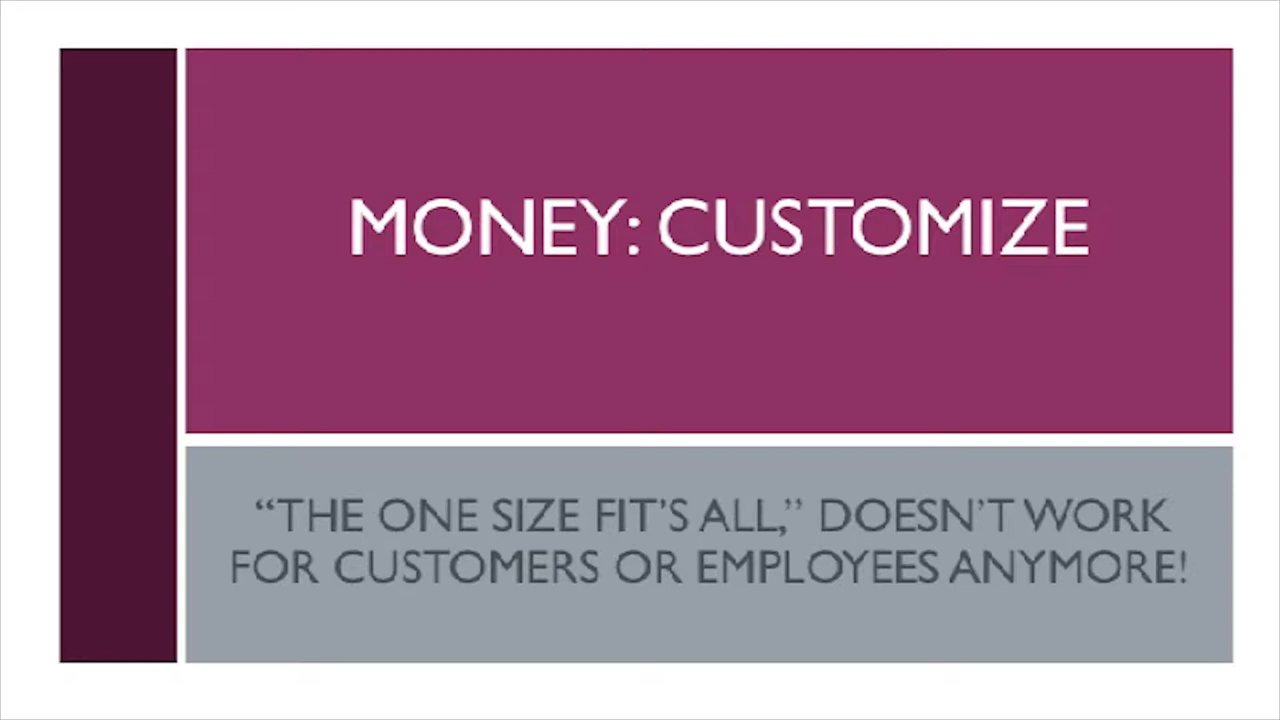 MONEY: CUSTOMIZE
“THE ONE SIZE FIT’S ALL,” DOESN’T WORK
FOR CUSTOMERS OR EMPLOYEES ANYMORE!